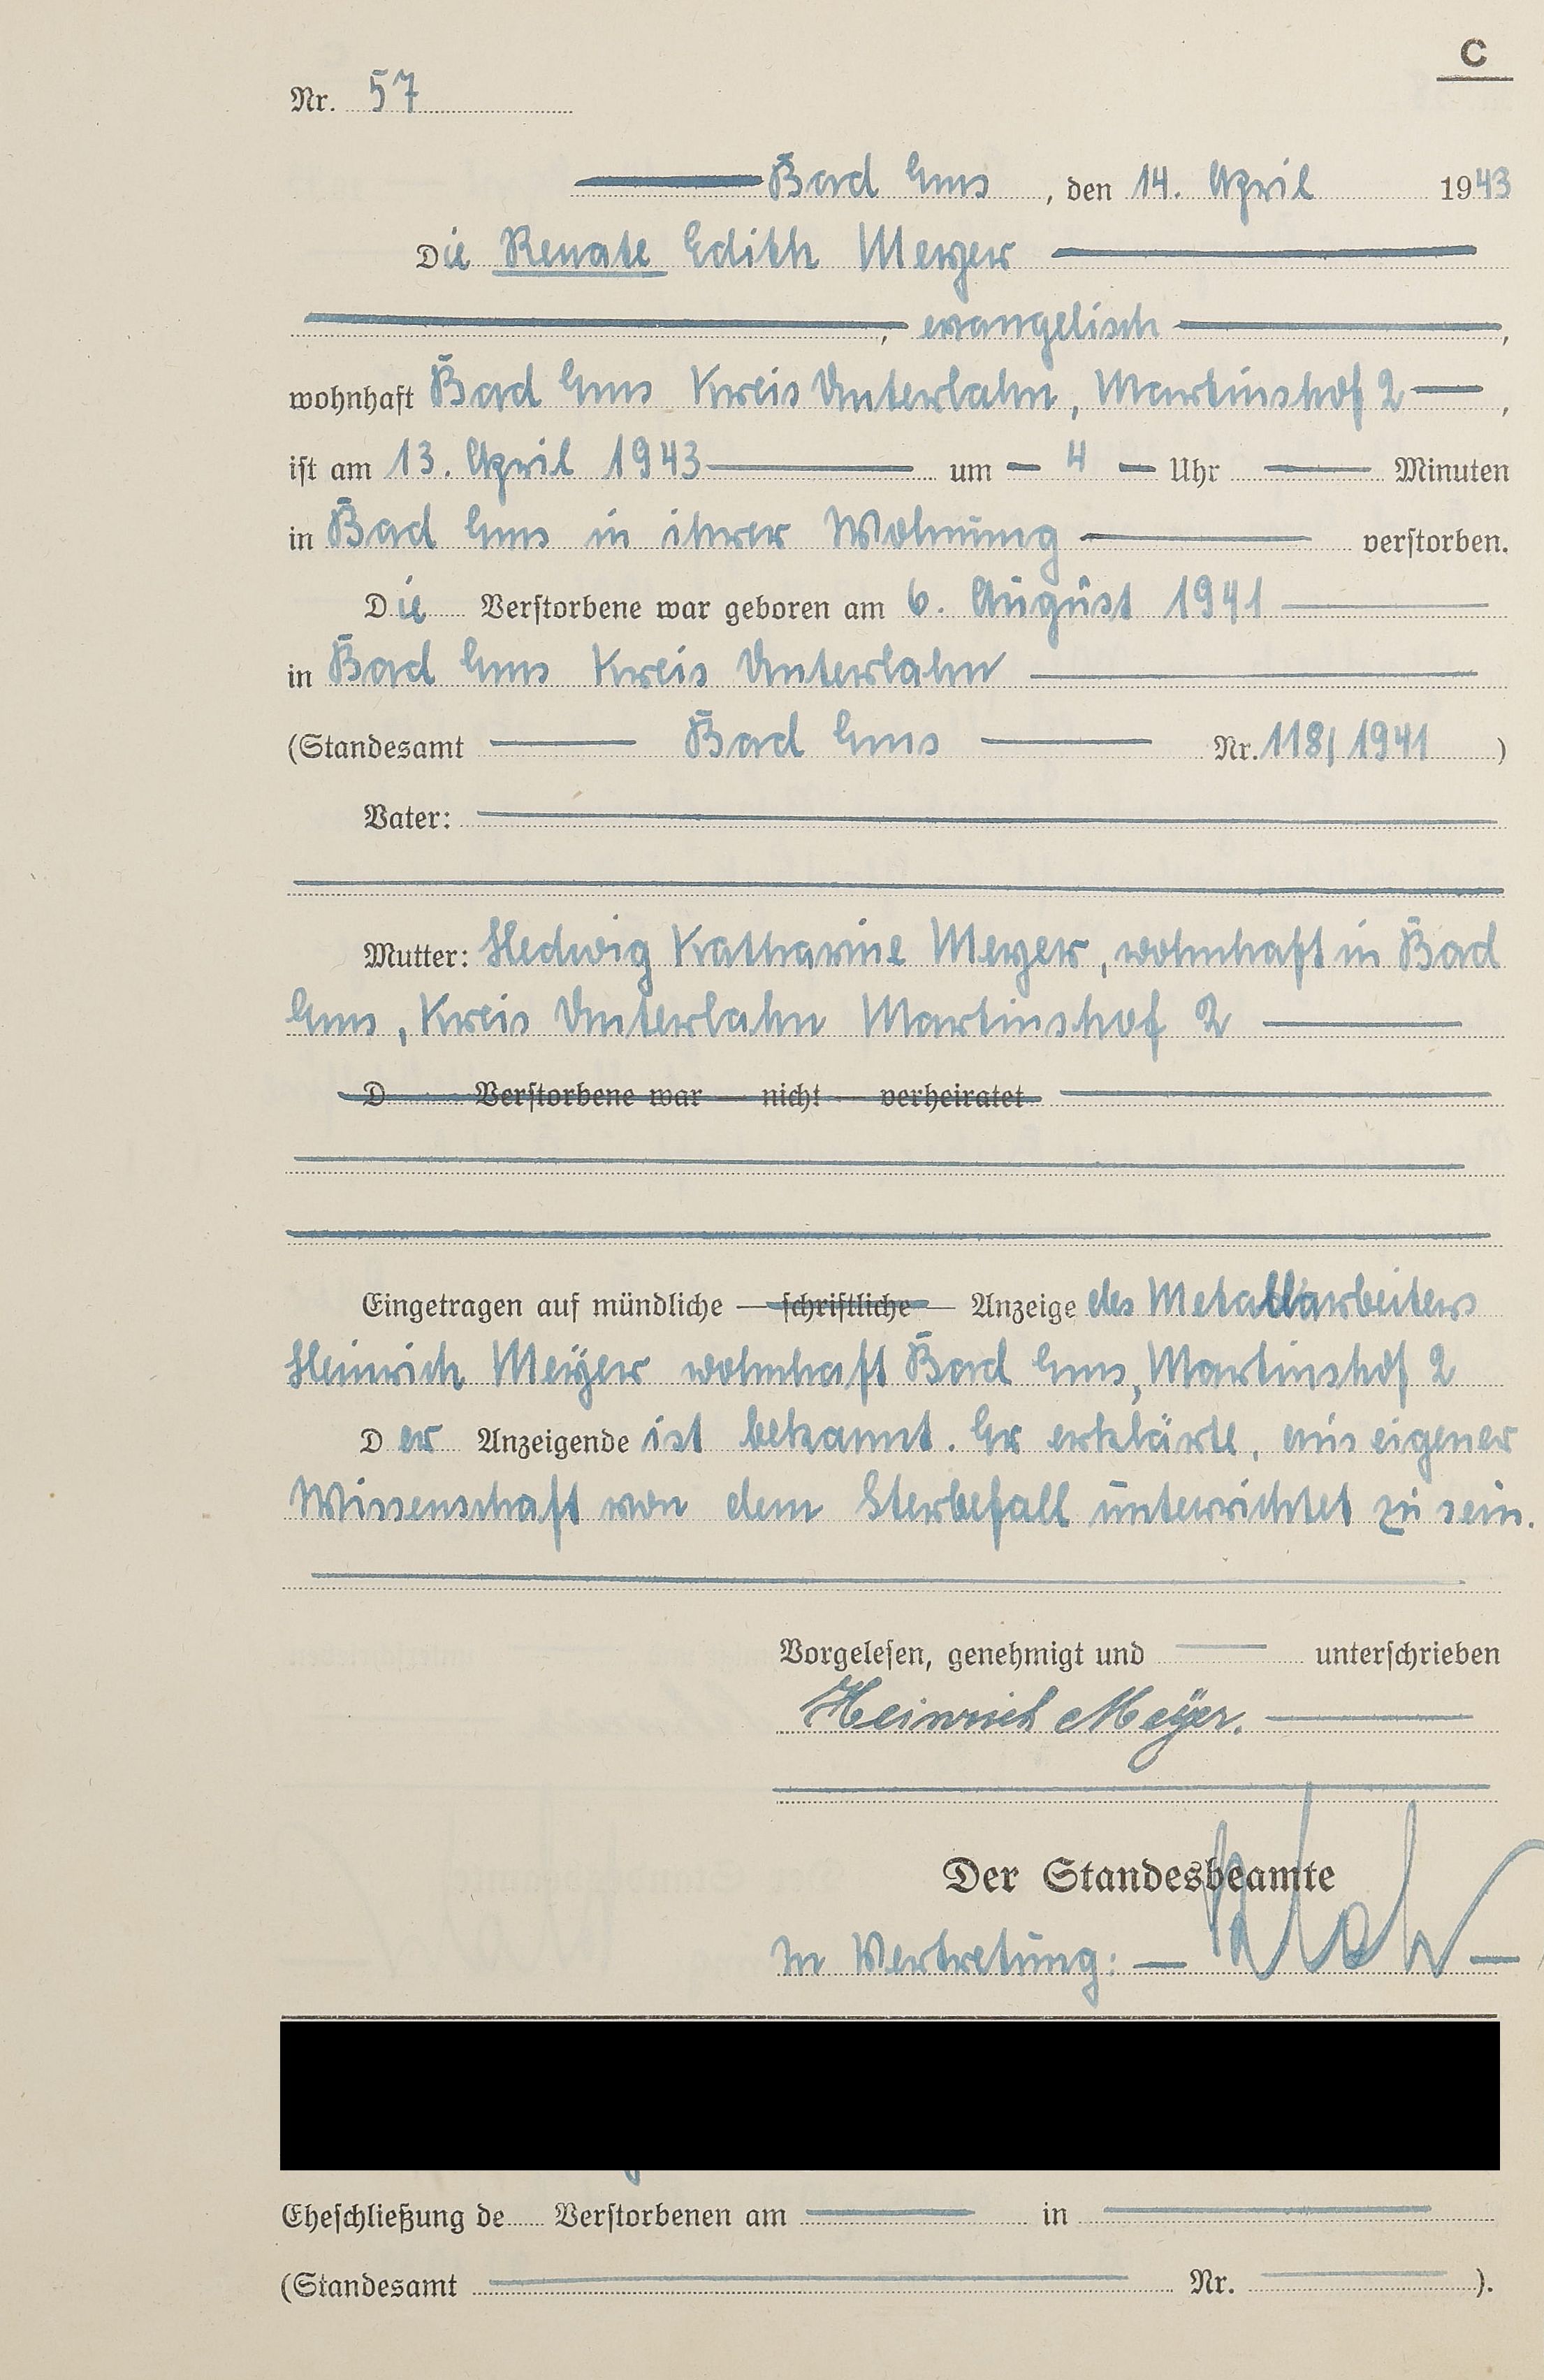 C
Nr. 57
Bad Ems, den 14. April 1943
Die Renate Edith Meyer
, evangelisch,
wohnhaft Bad Ems Kreis Unterlahn, Martinshof 2,
ist am 13. April 1943 um 4 Uhr Minuten
in Bad Ems in ihrer Wohnung verstorben.
Die Verstorbene war geboren am 6. August 1941
in Bad Ems Kreis Unterlahn
(Standesamt Bad Ems Nr. 118/1941)
Vater:
Mutter: Hedwig Katharine Meyer, wohnhaft in Bad
Ems, Kreis Unterlahn Martinshof 2
D Verstorbene war — nicht — verheiratet
Eingetragen auf mündliche — schriftliche — Anzeige des Metallarbeiters
Heinrich Meÿer wohnhaft Bad Ems, Martinshof 2
Der Anzeigende ist bekannt. Er erklärte, aus eigener
Wissenschaft von dem Sterbefall unterrichtet zu sein.
Vorgelesen, genehmigt und unterschrieben
Heinrich Meÿer.
Der Standesbeamte
In Vertretung:
Eheschließung de Verstorbenen am in
(Standesamt Nr. ).